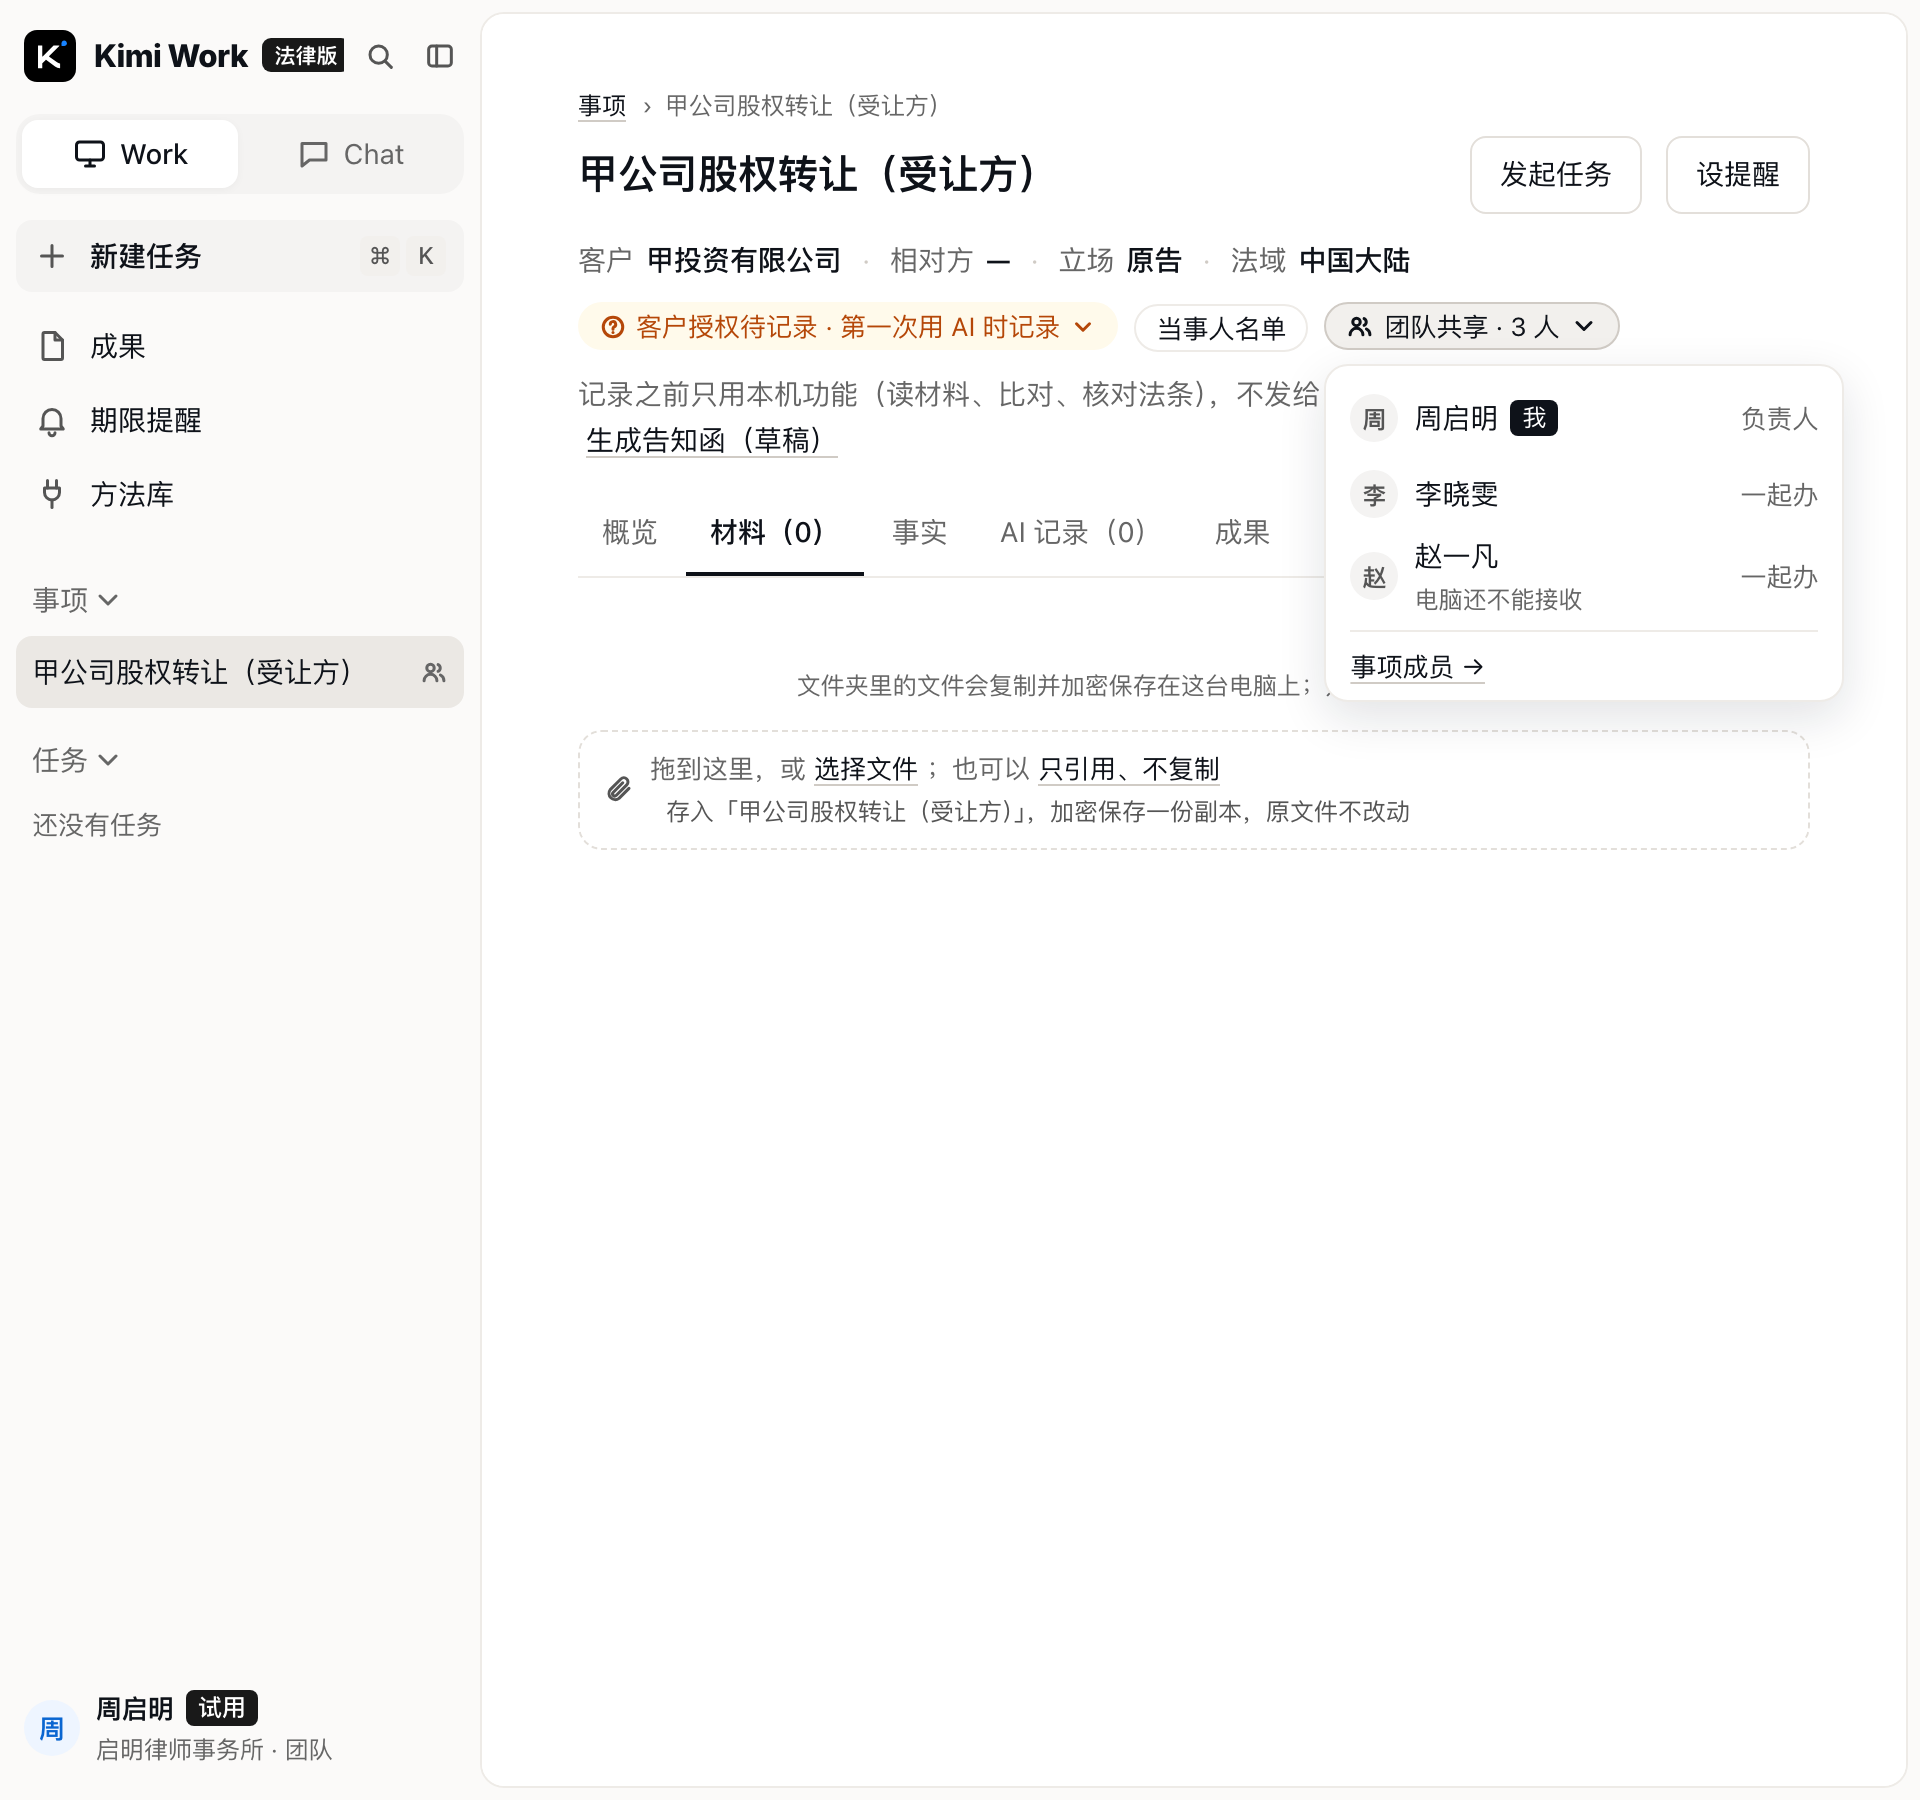 Kimi Work 法律版
Work
Chat
新建任务 ⌘ K
成果
期限提醒
方法库
事项
甲公司股权转让（受让方）
任务
还没有任务
周
周启明 试用
启明律师事务所 · 团队
事项 › 甲公司股权转让（受让方）
甲公司股权转让（受让方）
发起任务
设提醒
客户 甲投资有限公司 · 相对方 — · 立场 原告 · 法域 中国大陆
客户授权待记录 · 第一次用 AI 时记录
当事人名单
团队共享 · 3 人
记录之前只用本机功能（读材料、比对、核对法条），不发给
生成告知函（草稿）
周 周启明 我 负责人
李 李晓雯 一起办
赵 赵一凡 一起办
电脑还不能接收
事项成员 →
概览 材料（0） 事实 AI 记录（0） 成果
文件夹里的文件会复制并加密保存在这台电脑上；
拖到这里，或 选择文件 ；也可以 只引用、不复制
存入「甲公司股权转让（受让方）」，加密保存一份副本，原文件不改动